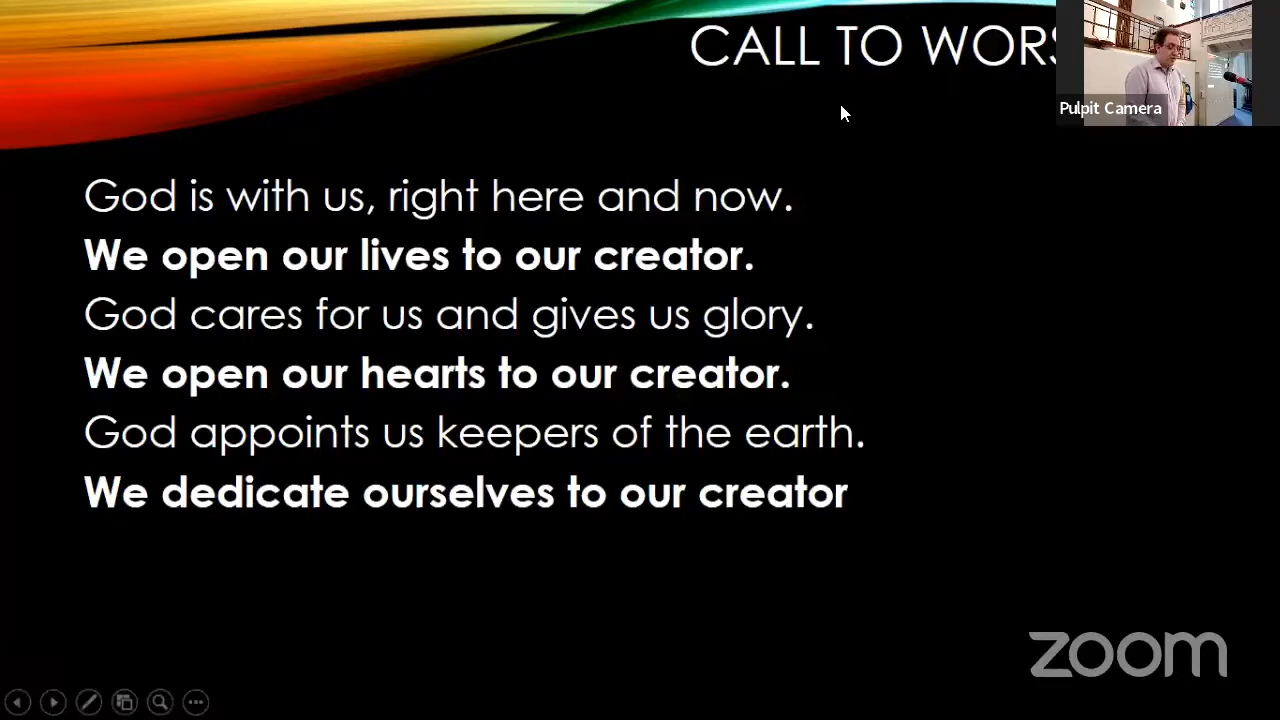 CALL TO WORS
Pulpit Camera
God is with us, right here and now.
We open our lives to our creator.
God cares for us and gives us glory.
We open our hearts to our creator.
God appoints us keepers of the earth.
We dedicate ourselves to our creator
zoom